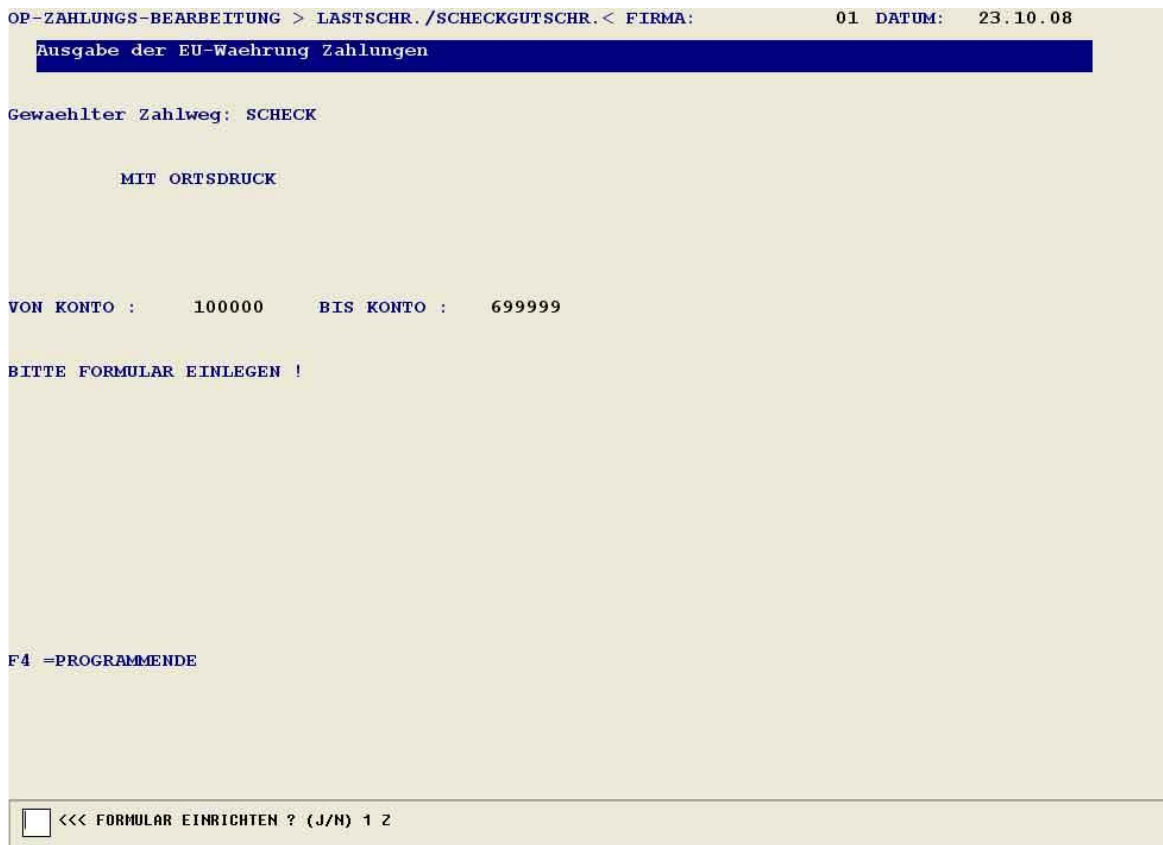 OP-ZAHLUNGS-BEARBEITUNG > LASTSCHR./SCHECKGUTSCHR.< FIRMA: 01 DATUM: 23.10.08
Ausgabe der EU-Waehrung Zahlungen
Gewaehlter Zahlweg: SCHECK
MIT ORTSDRUCK
VON KONTO : 100000 BIS KONTO : 699999
BITTE FORMULAR EINLEGEN !
F4 =PROGRAMMENDE
<<< FORMULAR EINRICHTEN ? (J/N) 1 Z